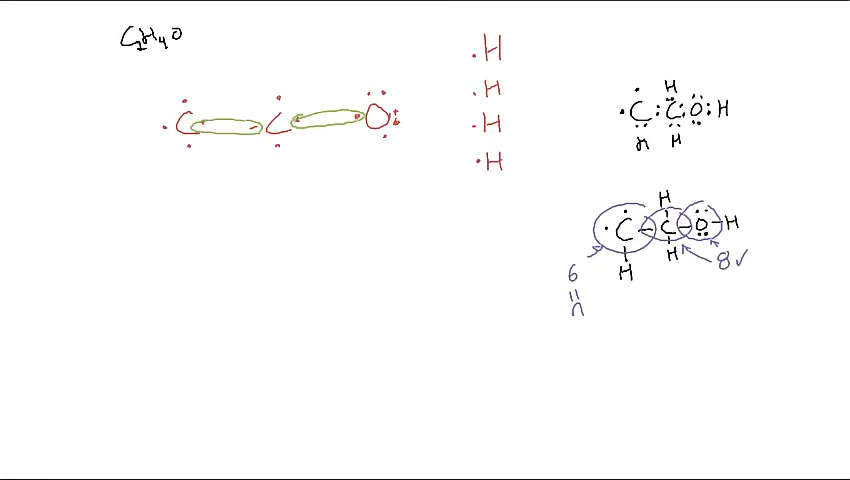 C₂H₄O
·H
·H
·H
·H
C C O
H
C : C O : H
H H
H
C – C – O – H
H H
6
8✓